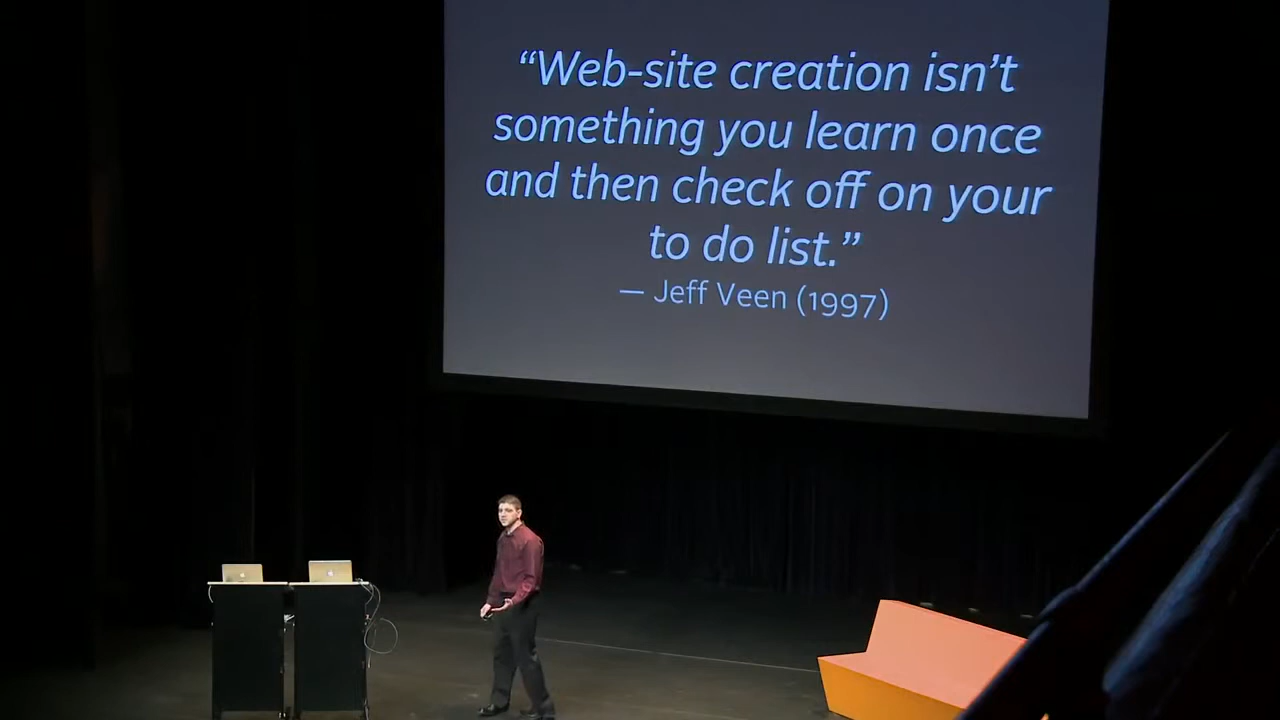 “Web-site creation isn’t
something you learn once
and then check off on your
to do list.”
— Jeff Veen (1997)